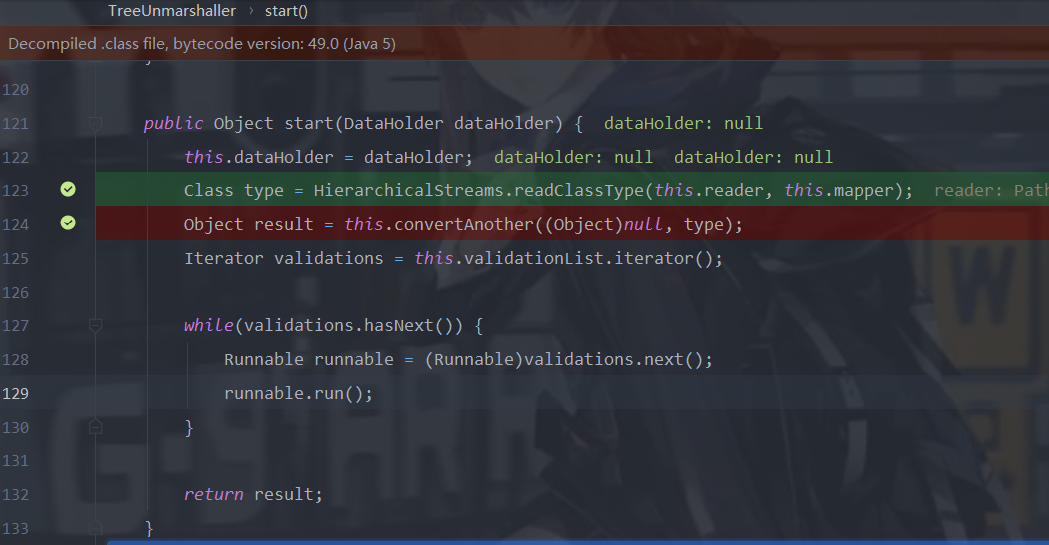 TreeUnmarshaller › start()
Decompiled .class file, bytecode version: 49.0 (Java 5)
120
121 public Object start(DataHolder dataHolder) { dataHolder: null
122 this.dataHolder = dataHolder; dataHolder: null dataHolder: null
123 Class type = HierarchicalStreams.readClassType(this.reader, this.mapper); reader: Path
124 Object result = this.convertAnother((Object)null, type);
125 Iterator validations = this.validationList.iterator();
126
127 while(validations.hasNext()) {
128 Runnable runnable = (Runnable)validations.next();
129 runnable.run();
130 }
131
132 return result;
133 }
W